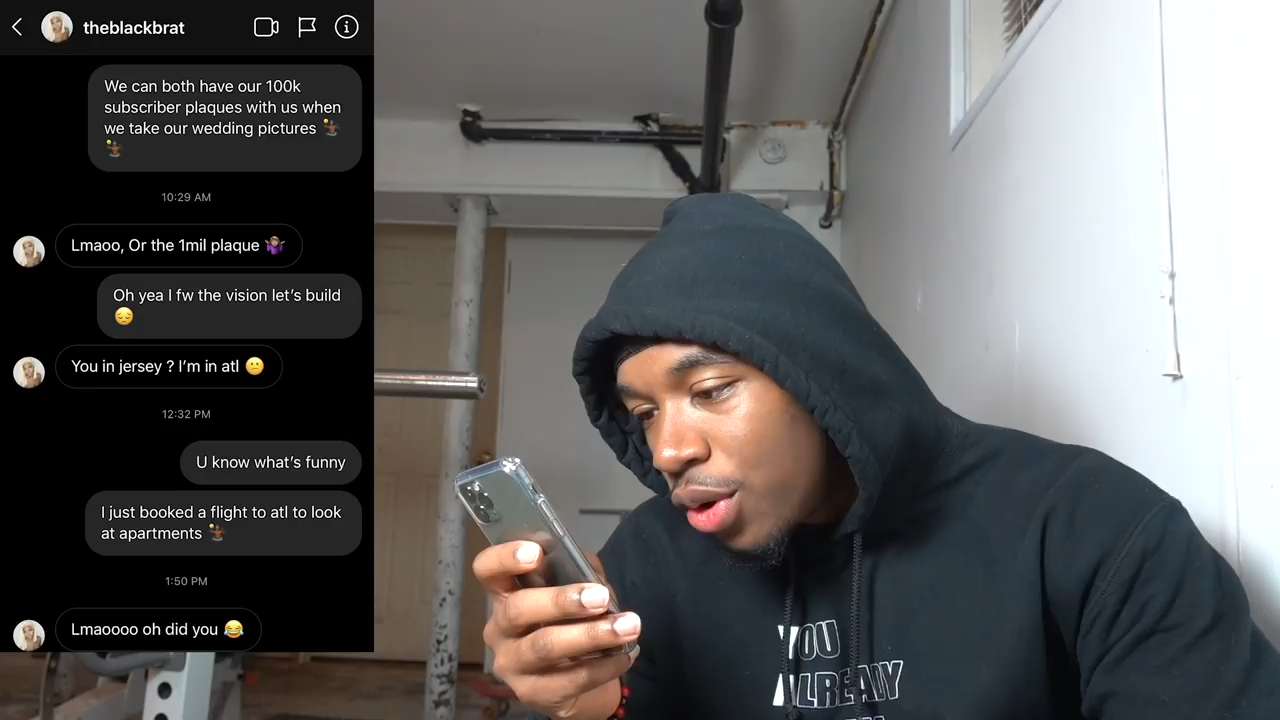 theblackbrat
We can both have our 100k
subscriber plaques with us when
we take our wedding pictures 🤹🏾
🤹🏾
10:29 AM
Lmaoo, Or the 1mil plaque 🤷🏽‍♀️
Oh yea I fw the vision let's build
😔
You in jersey ? I'm in atl 😕
12:32 PM
U know what's funny
I just booked a flight to atl to look
at apartments 🤹🏾
1:50 PM
Lmaoooo oh did you 😂
YOU
ALREADY